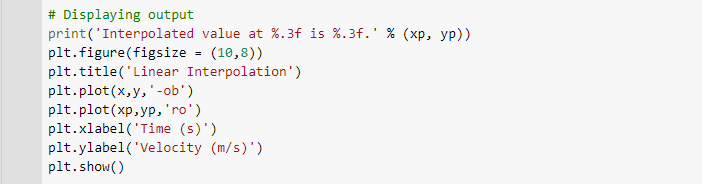 # Displaying output
print('Interpolated value at %.3f is %.3f.' % (xp, yp))
plt.figure(figsize = (10,8))
plt.title('Linear Interpolation')
plt.plot(x,y,'-ob')
plt.plot(xp,yp,'ro')
plt.xlabel('Time (s)')
plt.ylabel('Velocity (m/s)')
plt.show()